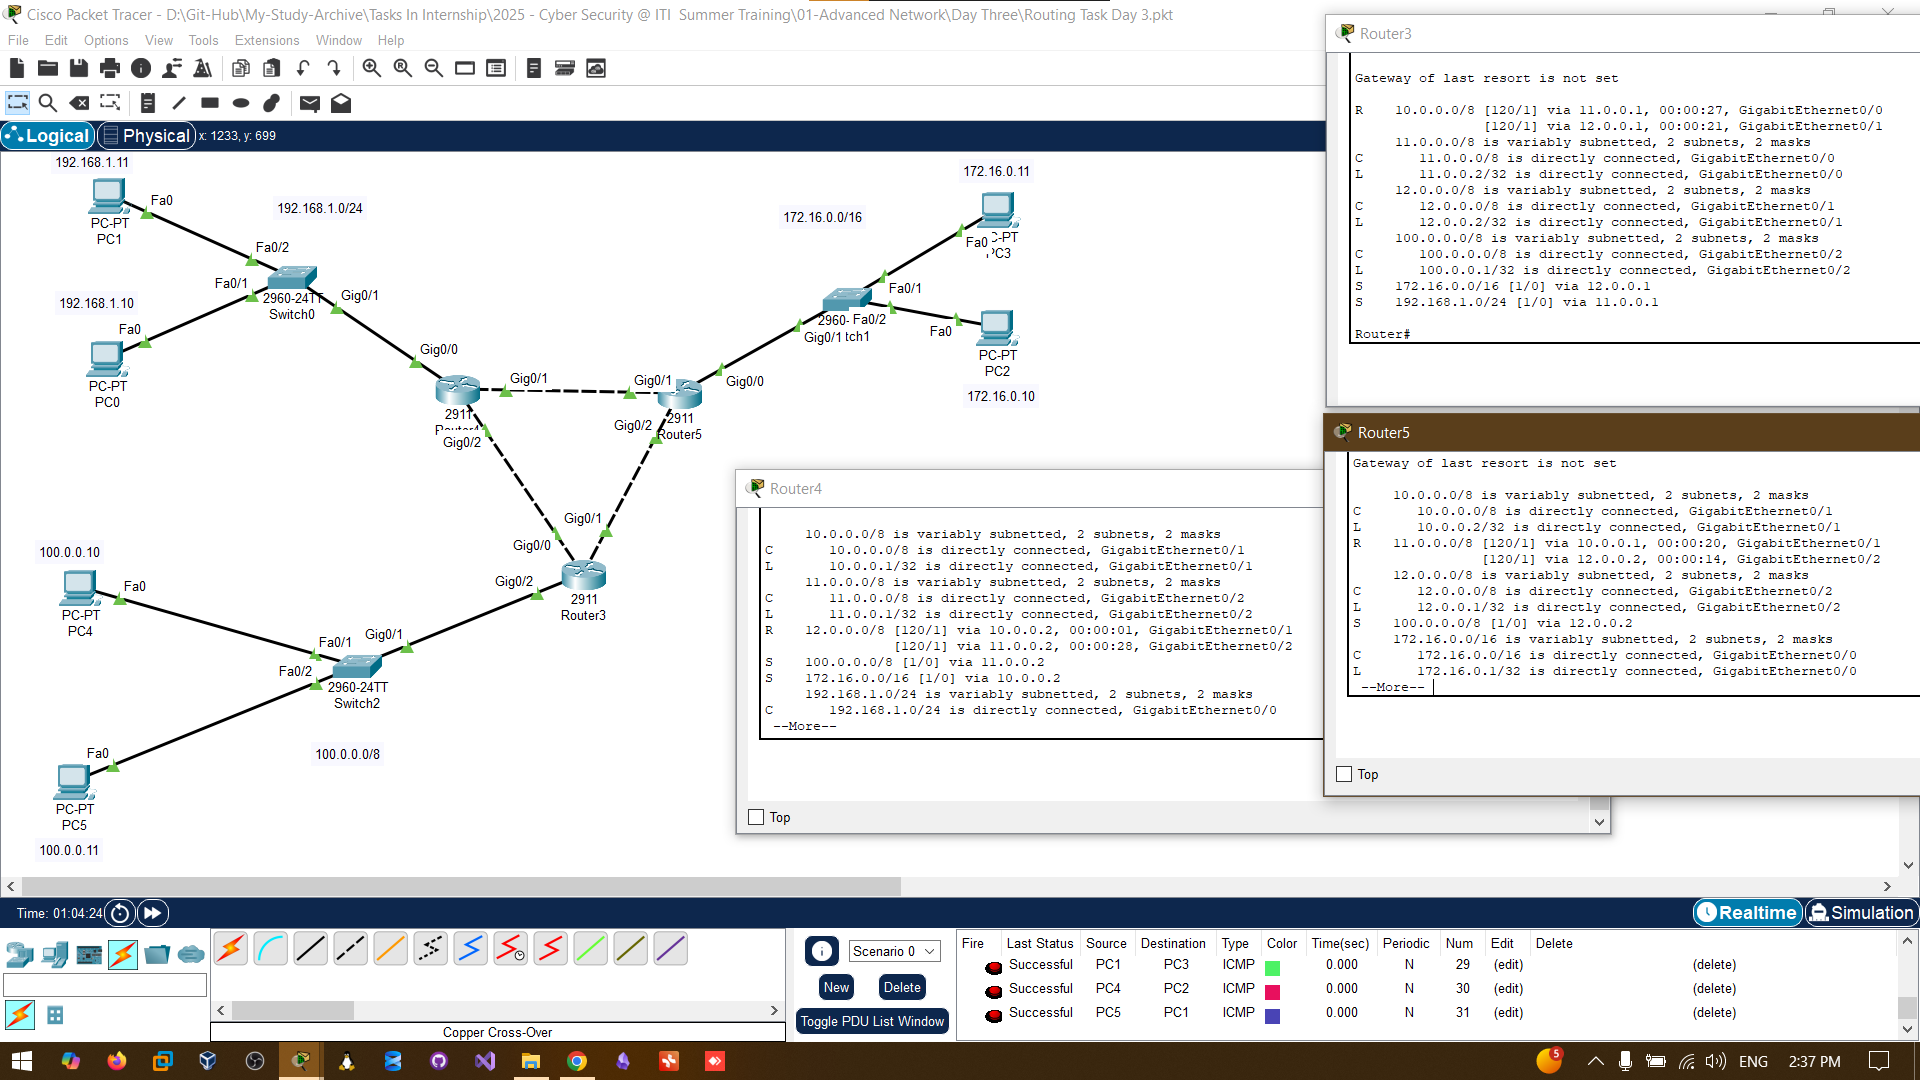 Cisco Packet Tracer - D:\Git-Hub\My-Study-Archive\Tasks In Internship\2025 - Cyber Security @ ITI  Summer Training\01-Advanced Network\Day Three\Routing Task Day 3.pkt
File Edit Options View Tools Extensions Window Help
Logical Physical x: 1233, y: 699
192.168.1.11
Fa0
PC-PT
PC1
192.168.1.0/24
Fa0/2
Fa0/1
Gig0/1
2960-24TT
Switch0
192.168.1.10
Fa0
PC-PT
PC0
Gig0/0
172.16.0.11
172.16.0.0/16
Fa0
PC3
Fa0/1
2960-
Fa0/2
Gig0/1
tch1
Fa0
PC-PT
PC2
172.16.0.10
Gig0/1
Gig0/1
Gig0/0
2911
Router4
Gig0/2
Gig0/2
2911
Router5
Gig0/1
Gig0/0
Gig0/2
2911
Router3
100.0.0.10
Fa0
PC-PT
PC4
Fa0/1
Gig0/1
Fa0/2
2960-24TT
Switch2
Fa0
PC-PT
PC5
100.0.0.0/8
100.0.0.11
Router3
Gateway of last resort is not set
R 10.0.0.0/8 [120/1] via 11.0.0.1, 00:00:27, GigabitEthernet0/0
[120/1] via 12.0.0.1, 00:00:21, GigabitEthernet0/1
11.0.0.0/8 is variably subnetted, 2 subnets, 2 masks
C 11.0.0.0/8 is directly connected, GigabitEthernet0/0
L 11.0.0.2/32 is directly connected, GigabitEthernet0/0
12.0.0.0/8 is variably subnetted, 2 subnets, 2 masks
C 12.0.0.0/8 is directly connected, GigabitEthernet0/1
L 12.0.0.2/32 is directly connected, GigabitEthernet0/1
100.0.0.0/8 is variably subnetted, 2 subnets, 2 masks
C 100.0.0.0/8 is directly connected, GigabitEthernet0/2
L 100.0.0.1/32 is directly connected, GigabitEthernet0/2
S 172.16.0.0/16 [1/0] via 12.0.0.1
S 192.168.1.0/24 [1/0] via 11.0.0.1
Router#
Router5
Gateway of last resort is not set
10.0.0.0/8 is variably subnetted, 2 subnets, 2 masks
C 10.0.0.0/8 is directly connected, GigabitEthernet0/1
L 10.0.0.2/32 is directly connected, GigabitEthernet0/1
R 11.0.0.0/8 [120/1] via 10.0.0.1, 00:00:20, GigabitEthernet0/1
[120/1] via 12.0.0.2, 00:00:14, GigabitEthernet0/2
12.0.0.0/8 is variably subnetted, 2 subnets, 2 masks
C 12.0.0.0/8 is directly connected, GigabitEthernet0/2
L 12.0.0.1/32 is directly connected, GigabitEthernet0/2
S 100.0.0.0/8 [1/0] via 12.0.0.2
172.16.0.0/16 is variably subnetted, 2 subnets, 2 masks
C 172.16.0.0/16 is directly connected, GigabitEthernet0/0
L 172.16.0.1/32 is directly connected, GigabitEthernet0/0
--More--
Top
Router4
10.0.0.0/8 is variably subnetted, 2 subnets, 2 masks
C 10.0.0.0/8 is directly connected, GigabitEthernet0/1
L 10.0.0.1/32 is directly connected, GigabitEthernet0/1
11.0.0.0/8 is variably subnetted, 2 subnets, 2 masks
C 11.0.0.0/8 is directly connected, GigabitEthernet0/2
L 11.0.0.1/32 is directly connected, GigabitEthernet0/2
R 12.0.0.0/8 [120/1] via 10.0.0.2, 00:00:01, GigabitEthernet0/1
[120/1] via 11.0.0.2, 00:00:28, GigabitEthernet0/2
S 100.0.0.0/8 [1/0] via 11.0.0.2
S 172.16.0.0/16 [1/0] via 10.0.0.2
192.168.1.0/24 is variably subnetted, 2 subnets, 2 masks
C 192.168.1.0/24 is directly connected, GigabitEthernet0/0
--More--
Top
Time: 01:04:24
Realtime Simulation
Copper Cross-Over
Scenario 0
New Delete
Toggle PDU List Window
Fire Last Status Source Destination Type Color Time(sec) Periodic Num Edit Delete
Successful PC1 PC3 ICMP 0.000 N 29 (edit) (delete)
Successful PC4 PC2 ICMP 0.000 N 30 (edit) (delete)
Successful PC5 PC1 ICMP 0.000 N 31 (edit) (delete)
5
ENG
2:37 PM